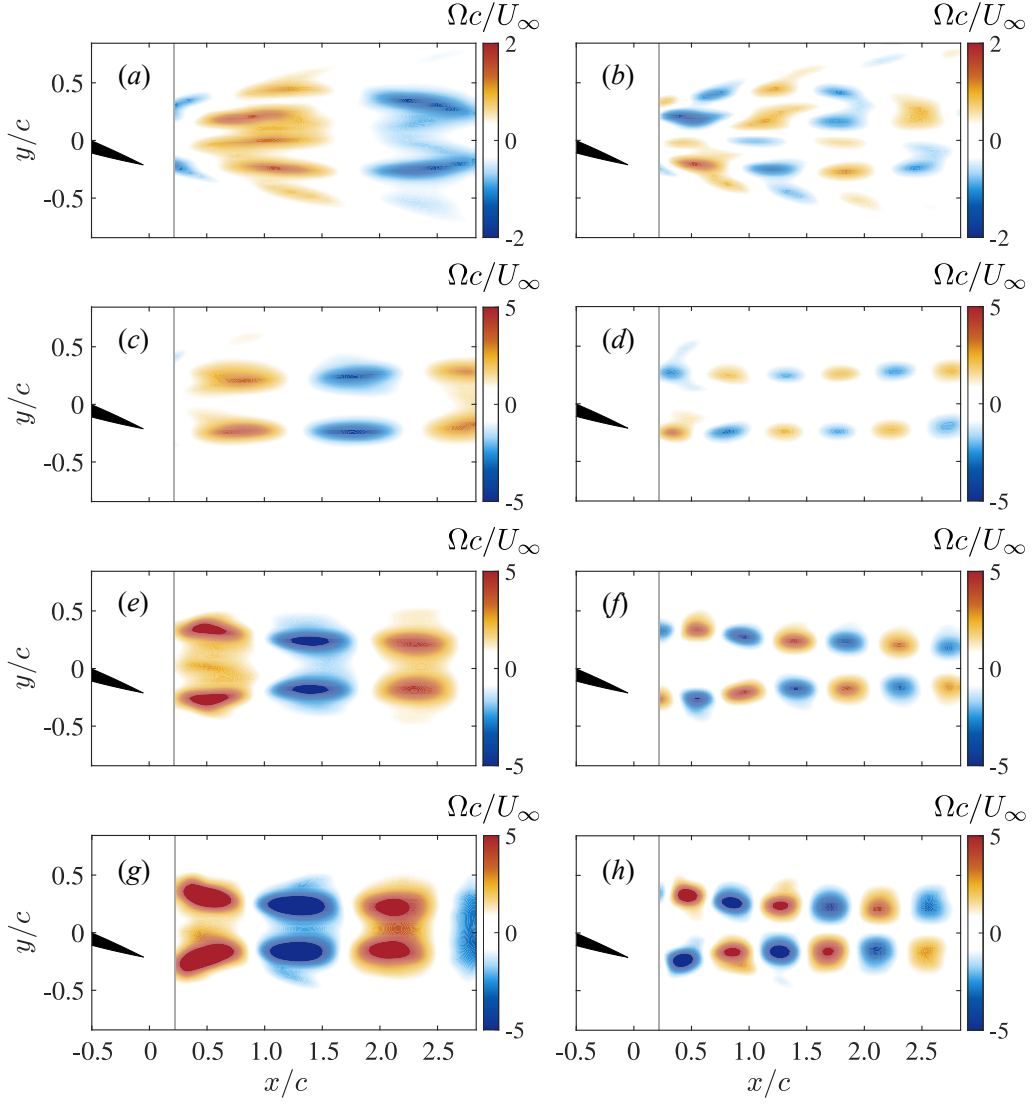 Ωc/U∞ Ωc/U∞
(a) (b)
y/c 0.5 0 -0.5 2 0 -2 2 0 -2
Ωc/U∞ Ωc/U∞
(c) (d)
y/c 0.5 0 -0.5 5 0 -5 5 0 -5
Ωc/U∞ Ωc/U∞
(e) (f)
y/c 0.5 0 -0.5 5 0 -5 5 0 -5
Ωc/U∞ Ωc/U∞
(g) (h)
y/c 0.5 0 -0.5 5 0 -5 5 0 -5
-0.5 0 0.5 1.0 1.5 2.0 2.5 -0.5 0 0.5 1.0 1.5 2.0 2.5
x/c x/c